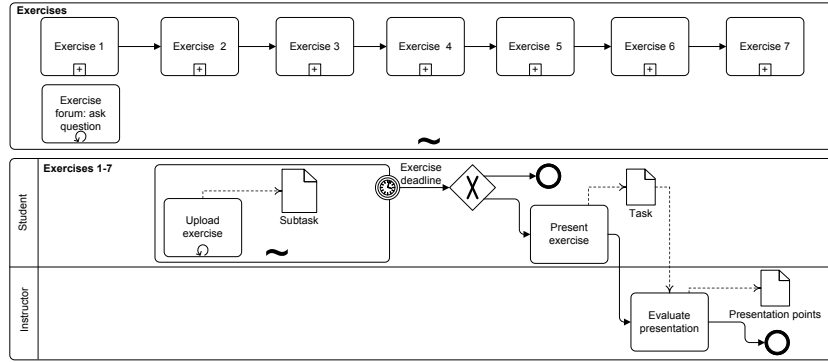 Exercises
Exercise 1
Exercise 2
Exercise 3
Exercise 4
Exercise 5
Exercise 6
Exercise 7
Exercise
forum: ask
question
Exercises 1-7
Student
Upload
exercise
Subtask
Exercise
deadline
Present
exercise
Task
Instructor
Evaluate
presentation
Presentation points